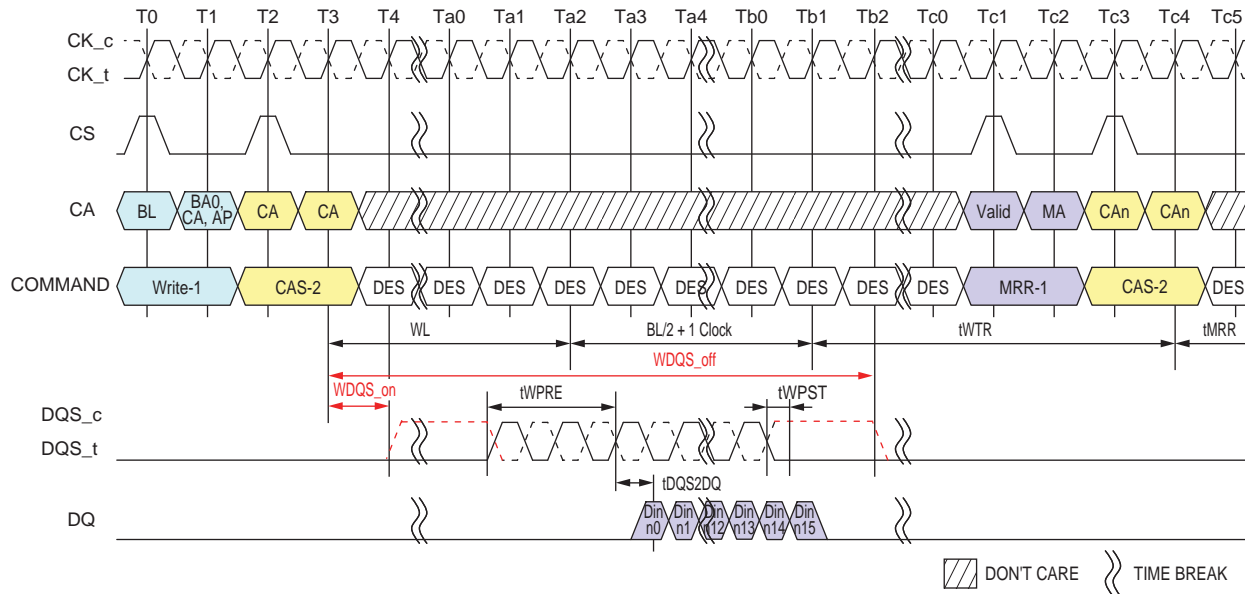 T0 T1 T2 T3 T4 Ta0 Ta1 Ta2 Ta3 Ta4 Tb0 Tb1 Tb2 Tc0 Tc1 Tc2 Tc3 Tc4 Tc5
CK_c
CK_t
CS
CA BL BA0, CA, AP CA CA Valid MA CAn CAn
COMMAND Write-1 CAS-2 DES DES DES DES DES DES DES DES DES DES MRR-1 CAS-2 DES
WL BL/2 + 1 Clock tWTR tMRR
WDQS_off
WDQS_on tWPRE tWPST
DQS_c
DQS_t
tDQS2DQ
DQ Din n0 Din n1 Din n12 Din n13 Din n14 Din n15
DON'T CARE TIME BREAK